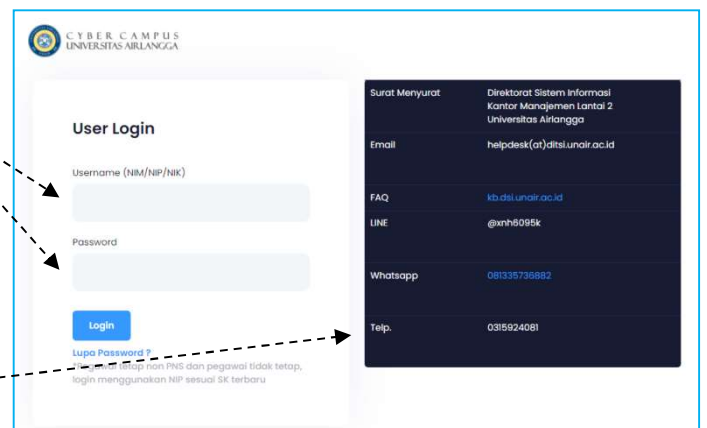 CYBER CAMPUS
UNIVERSITAS AIRLANGGA
User Login
Username (NIM/NIP/NIK)
Password
Login
Lupa Password ?
*Pegawai tetap non PNS dan pegawai tidak tetap,
login menggunakan NIP sesuai SK terbaru
Surat Menyurat
Direktorat Sistem Informasi
Kantor Manajemen Lantai 2
Universitas Airlangga
Email
helpdesk(at)ditsi.unair.ac.id
FAQ
kb.dsi.unair.ac.id
LINE
@xnh6095k
Whatsapp
081335736882
Telp.
0315924081